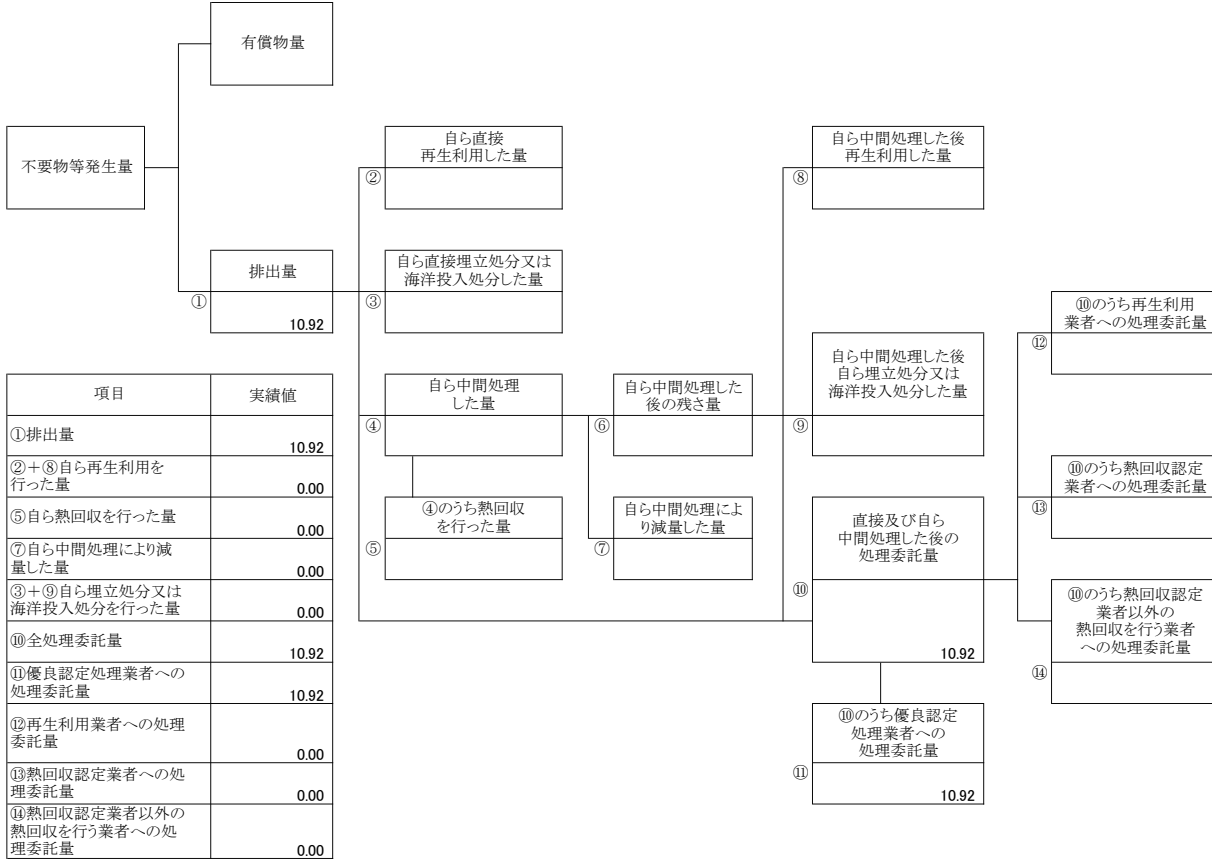 有償物量
不要物等発生量
自ら直接
再生利用した量
②
自ら中間処理した後
再生利用した量
⑧
排出量
①
10.92
自ら直接埋立処分又は
海洋投入処分した量
③
⑩のうち再生利用
業者への処理委託量
⑫
自ら中間処理した後
自ら埋立処分又は
海洋投入処分した量
⑨
自ら中間処理
した量
④
自ら中間処理した
後の残さ量
⑥
④のうち熱回収
を行った量
⑤
自ら中間処理によ
り減量した量
⑦
直接及び自ら
中間処理した後の
処理委託量
⑩
10.92
⑩のうち熱回収認定
業者への処理委託量
⑬
⑩のうち熱回収認定
業者以外の
熱回収を行う業者
への処理委託量
⑭
⑩のうち優良認定
処理業者への
処理委託量
⑪
10.92
項目 実績値
①排出量
10.92
②+⑧自ら再生利用を
行った量
0.00
⑤自ら熱回収を行った量
0.00
⑦自ら中間処理により減
量した量
0.00
③+⑨自ら埋立処分又は
海洋投入処分を行った量
0.00
⑩全処理委託量
10.92
⑪優良認定処理業者への
処理委託量
10.92
⑫再生利用業者への処理
委託量
0.00
⑬熱回収認定業者への処
理委託量
0.00
⑭熱回収認定業者以外の
熱回収を行う業者への処
理委託量
0.00